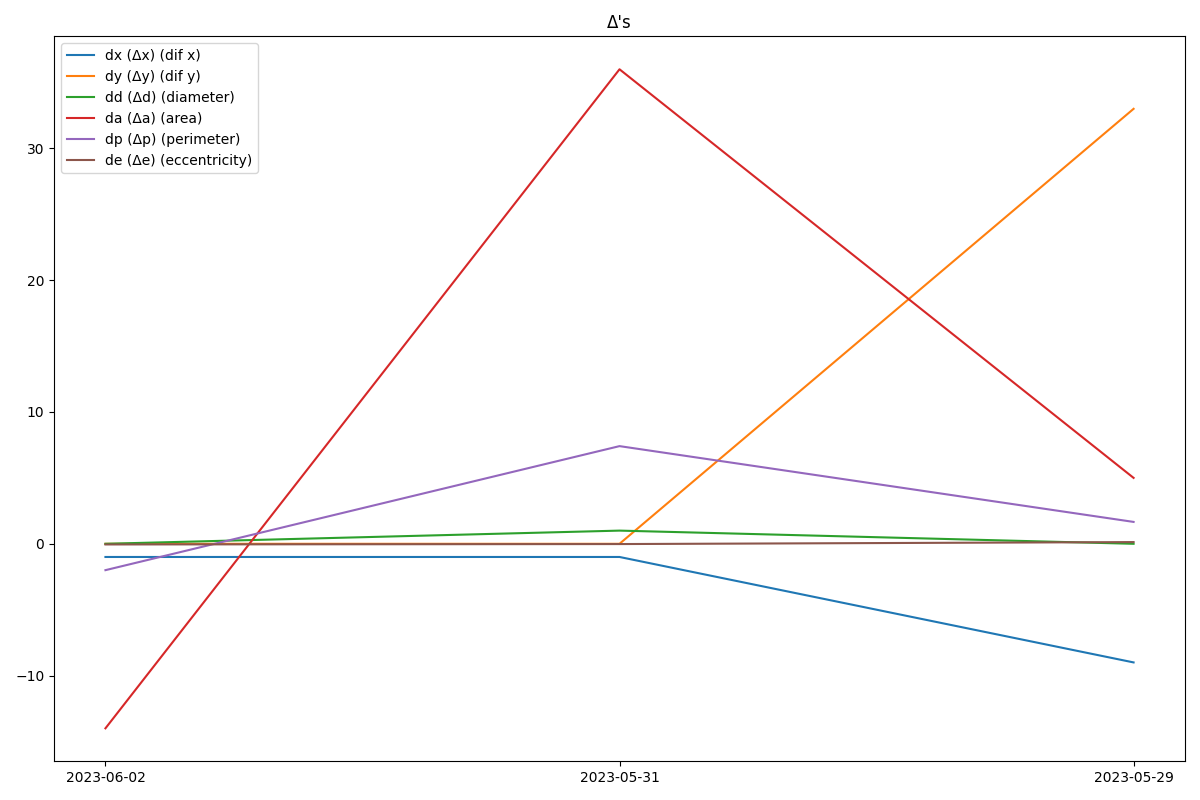 Δ's
dx (Δx) (dif x)
dy (Δy) (dif y)
dd (Δd) (diameter)
da (Δa) (area)
dp (Δp) (perimeter)
de (Δe) (eccentricity)
30
20
10
0
−10
2023-06-02
2023-05-31
2023-05-29